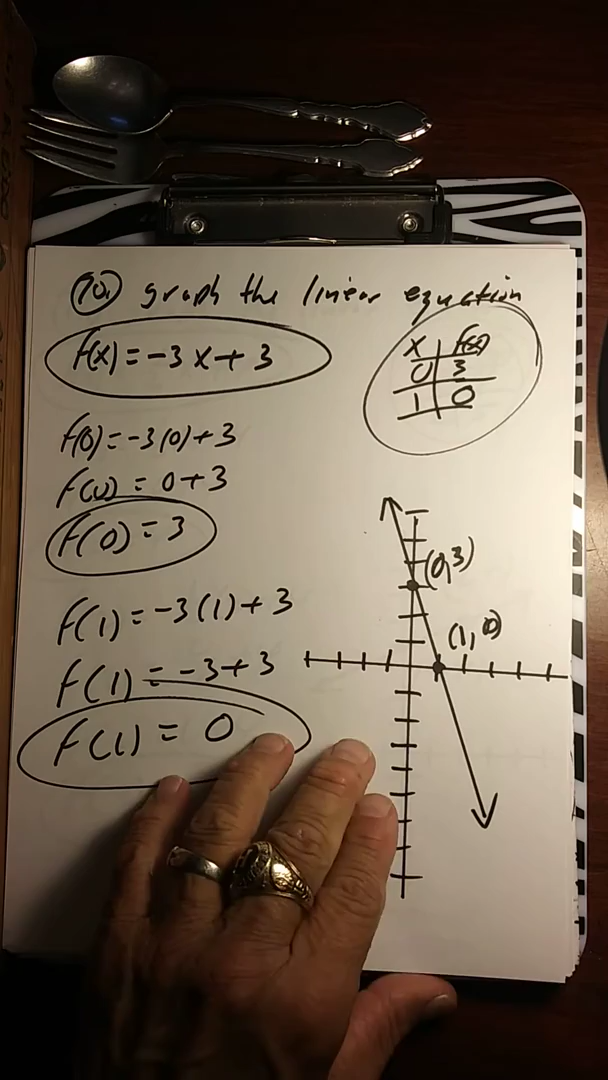 70. graph the linear equation
f(x) = -3x + 3
x f(x)
0 3
1 0
f(0) = -3(0) + 3
f(0) = 0 + 3
f(0) = 3
(0,3)
f(1) = -3(1) + 3
(1,0)
f(1) = -3 + 3
f(1) = 0